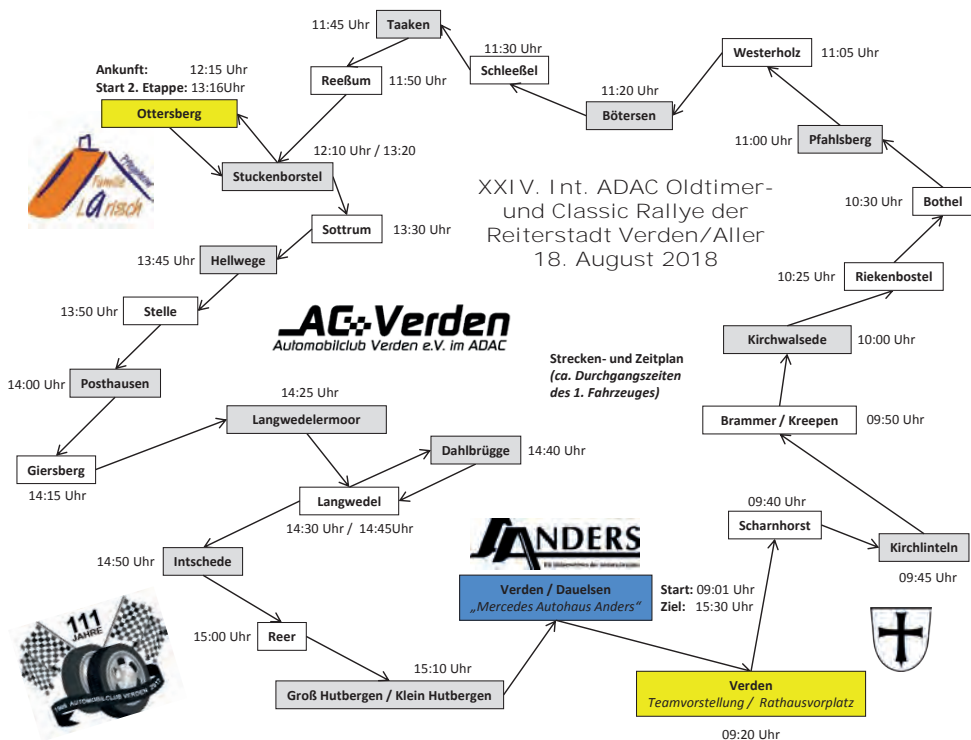 11:45 Uhr
Taaken
11:30 Uhr
Schleeßel
Westerholz
11:05 Uhr
Reeßum
11:50 Uhr
Ankunft: 12:15 Uhr
Start 2. Etappe: 13:16Uhr
Ottersberg
11:20 Uhr
Bötersen
11:00 Uhr
Pfahlsberg
12:10 Uhr / 13:20
Stuckenborstel
Familie
Larisch
XXIV. Int. ADAC Oldtimer-
und Classic Rallye der
Reiterstadt Verden/Aller
18. August 2018
10:30 Uhr
Bothel
Sottrum
13:30 Uhr
13:45 Uhr
Hellwege
10:25 Uhr
Riekenbostel
13:50 Uhr
Stelle
AC Verden
Automobilclub Verden e.V. im ADAC
Kirchwalsede
10:00 Uhr
Strecken- und Zeitplan
(ca. Durchgangszeiten
des 1. Fahrzeuges)
14:00 Uhr
Posthausen
14:25 Uhr
Langwedelermoor
Brammer / Kreepen
09:50 Uhr
Dahlbrügge
14:40 Uhr
Giersberg
14:15 Uhr
Langwedel
14:30 Uhr / 14:45Uhr
09:40 Uhr
Scharnhorst
ANDERS
Kirchlinteln
09:45 Uhr
14:50 Uhr
Intschede
Verden / Dauelsen
„Mercedes Autohaus Anders“
Start: 09:01 Uhr
Ziel: 15:30 Uhr
111
JAHRE
AUTOMOBILCLUB VERDEN
15:00 Uhr
Reer
15:10 Uhr
Groß Hutbergen / Klein Hutbergen
Verden
Teamvorstellung / Rathausvorplatz
09:20 Uhr